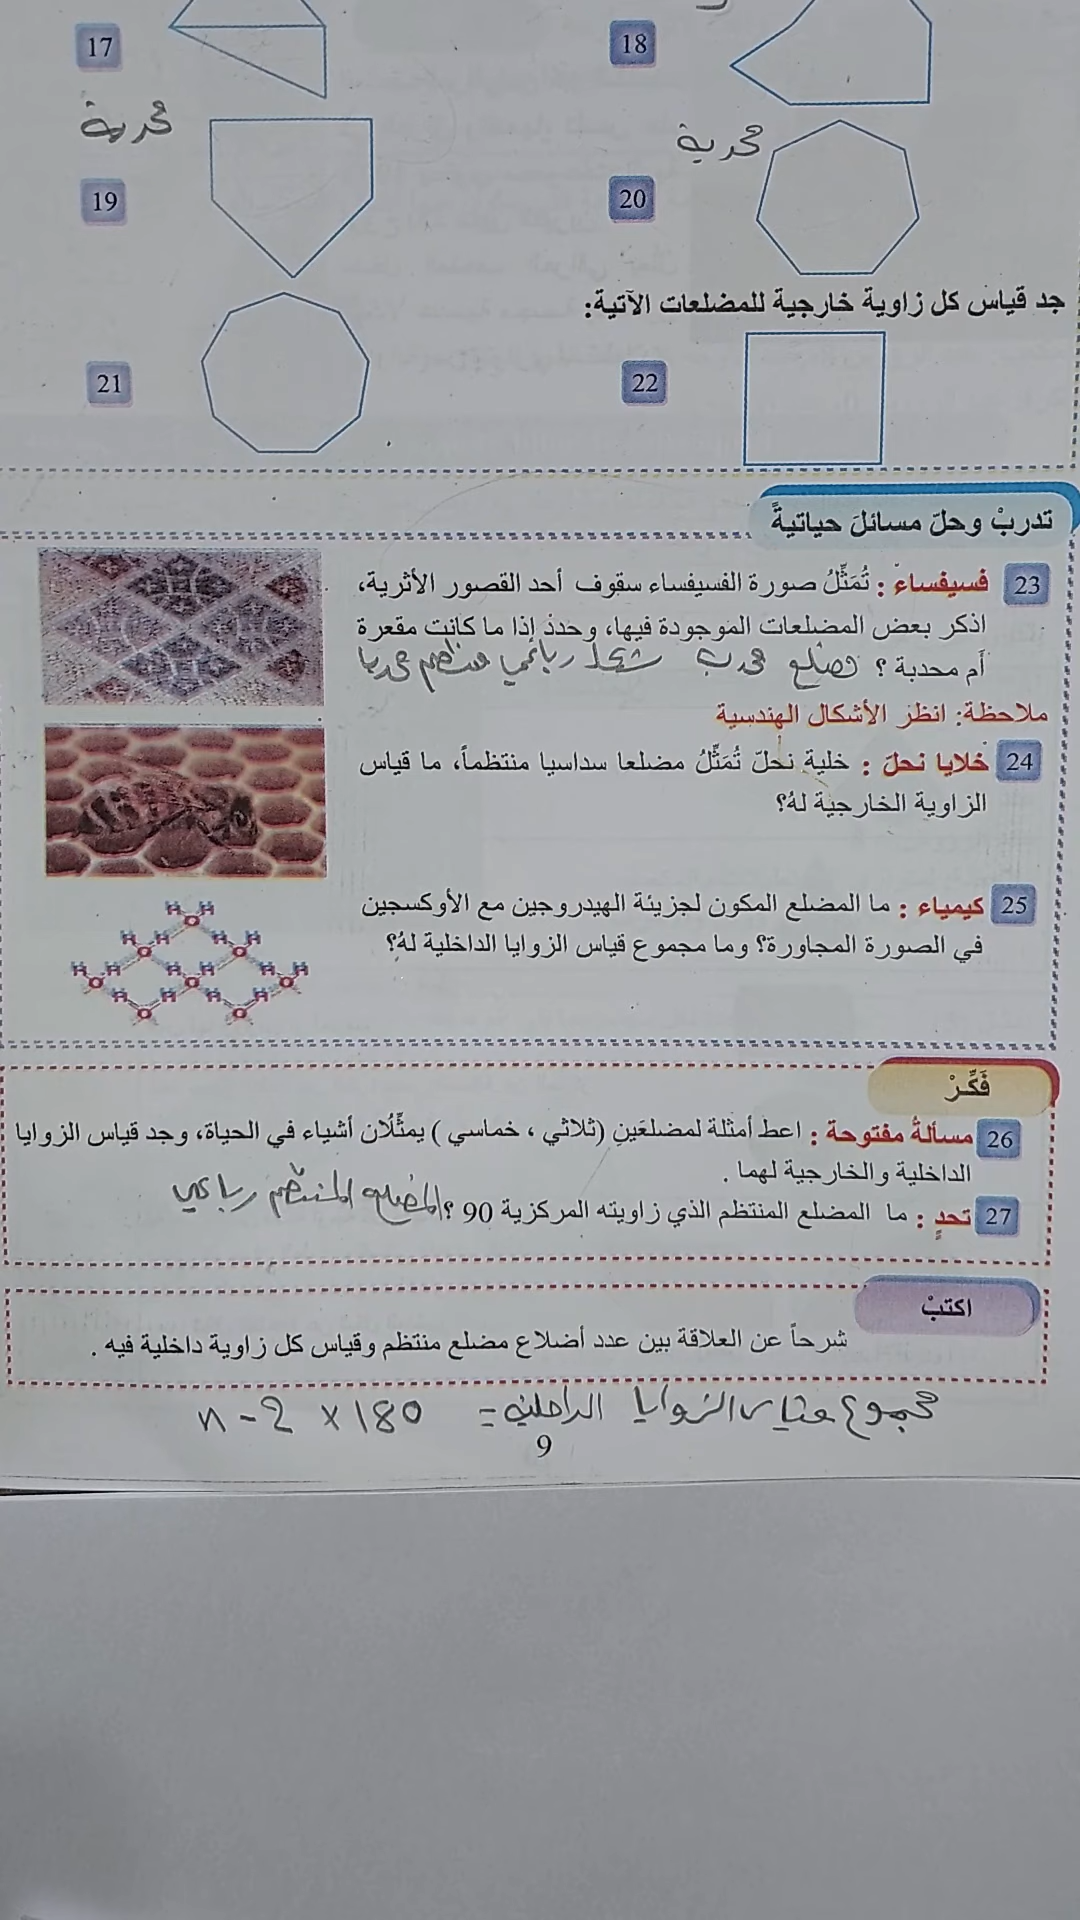 18
17
محدبة
محدبة
20
19
جد قياس كل زاوية خارجية للمضلعات الآتية:
22
21
تدربْ وحلّ مسائلَ حياتيةً
23 فسيفساء : تُمَثِّلُ صورة الفسيفساء سقوف أحد القصور الأثرية،
اذكر بعض المضلعات الموجودة فيها، وحددْ إذا ما كانت مقعرة
أم محدبة ؟ مضلع محدب شكل رباعي منتظم محدبا
ملاحظة: انظر الأشكال الهندسية
24 خلايا نحل : خلية نحلّ تُمَثِّلُ مضلعا سداسيا منتظماً، ما قياس
الزاوية الخارجية لهُ؟
25 كيمياء : ما المضلع المكون لجزيئة الهيدروجين مع الأوكسجين
في الصورة المجاورة؟ وما مجموع قياس الزوايا الداخلية لهُ؟
H H
O
H H H H
O O
H H H H H H
O O O
H H H H
O O
فَكِّرْ
26 مسألةُ مفتوحة : اعط أمثلة لمضلعَينِ (ثلاثي ، خماسي ) يمثِّلان أشياء في الحياة، وجد قياس الزوايا
الداخلية والخارجية لهما .
27 تحدٍ : ما المضلع المنتظم الذي زاويته المركزية 90 ؟ المضلع المنتظم رباعي
اكتبْ
شرحاً عن العلاقة بين عدد أضلاع مضلع منتظم وقياس كل زاوية داخلية فيه .
مجموع قياس الزوايا الداخلية = n - 2 × 180
9